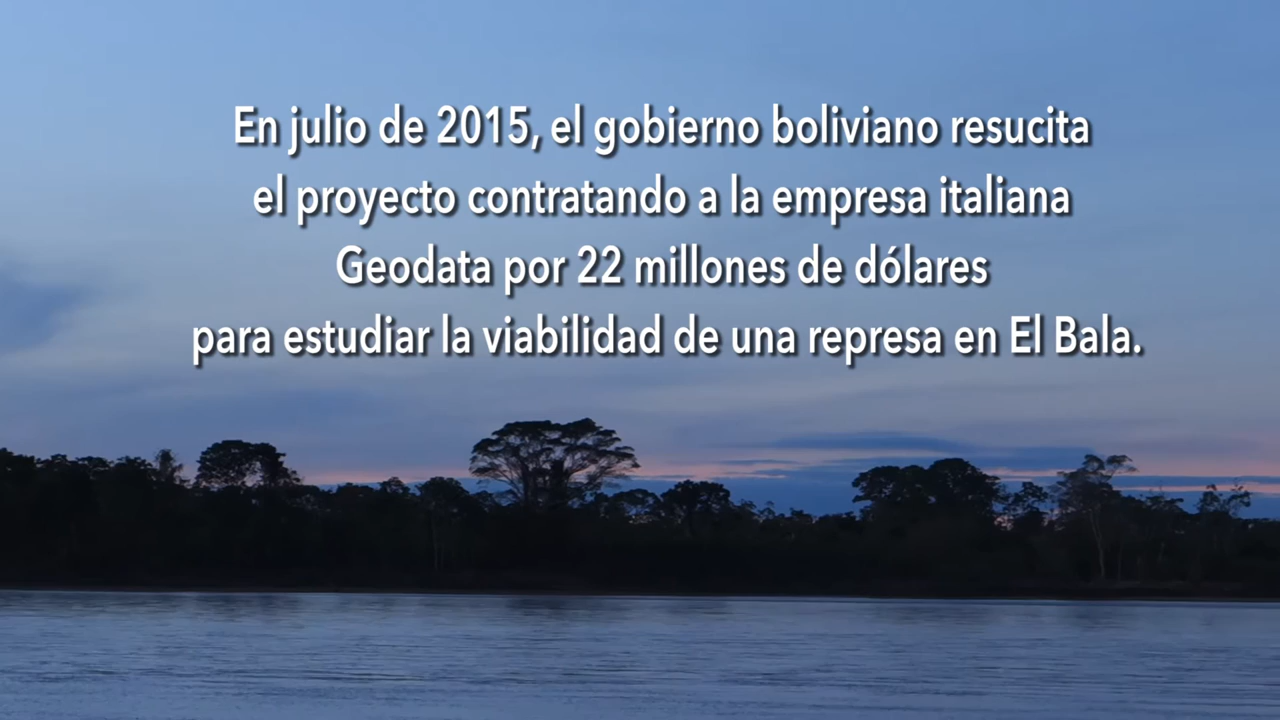 En julio de 2015, el gobierno boliviano resucita
el proyecto contratando a la empresa italiana
Geodata por 22 millones de dólares
para estudiar la viabilidad de una represa en El Bala.